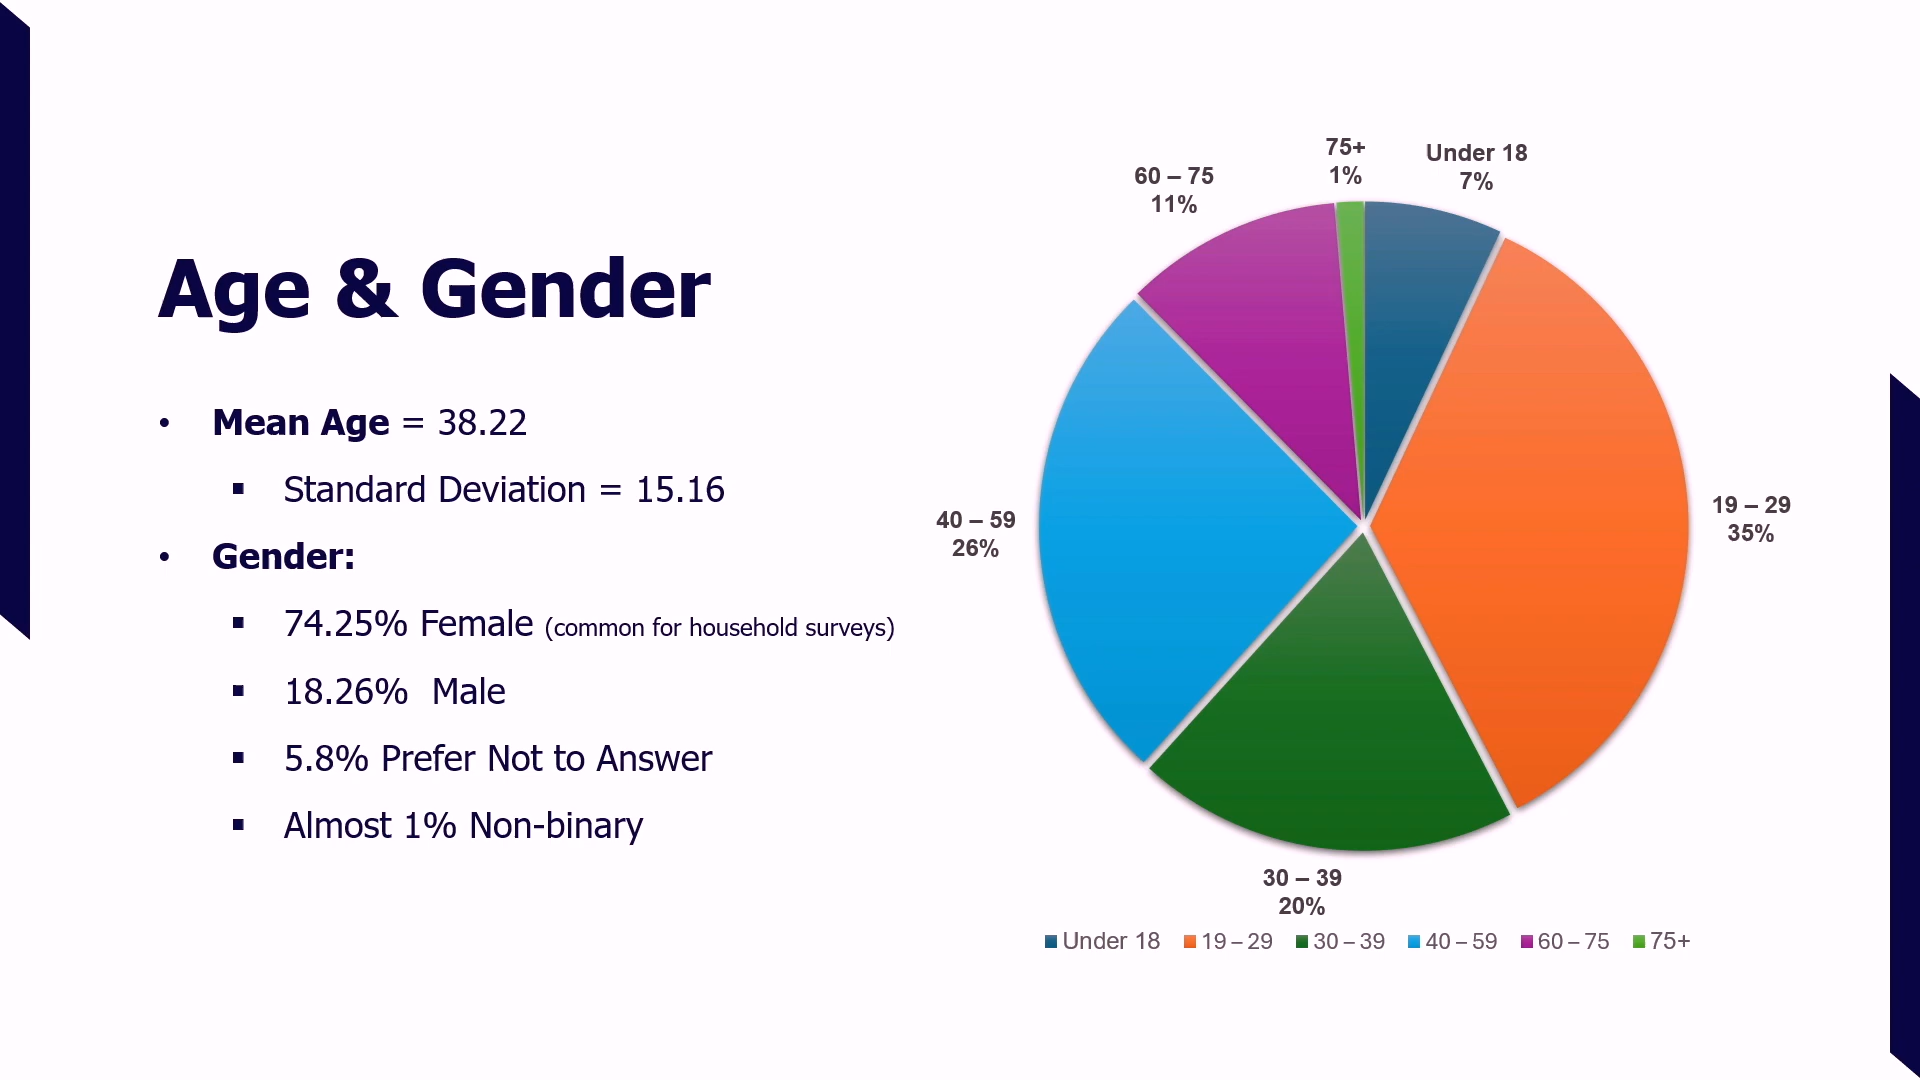 Age & Gender
• Mean Age = 38.22
▪ Standard Deviation = 15.16
• Gender:
▪ 74.25% Female (common for household surveys)
▪ 18.26%  Male
▪ 5.8% Prefer Not to Answer
▪ Almost 1% Non-binary
75+
1%
Under 18
7%
60 – 75
11%
19 – 29
35%
40 – 59
26%
30 – 39
20%
Under 18 19 – 29 30 – 39 40 – 59 60 – 75 75+